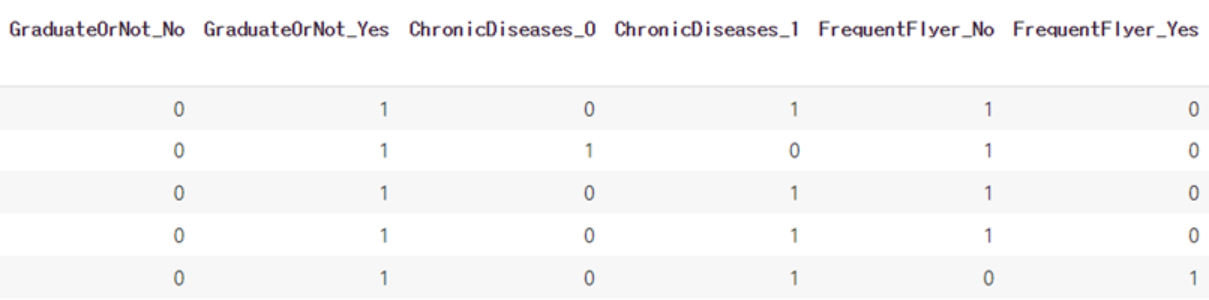 GraduateOrNot_No GraduateOrNot_Yes ChronicDiseases_0 ChronicDiseases_1 FrequentFlyer_No FrequentFlyer_Yes
0 1 0 1 1 0
0 1 1 0 1 0
0 1 0 1 1 0
0 1 0 1 1 0
0 1 0 1 0 1